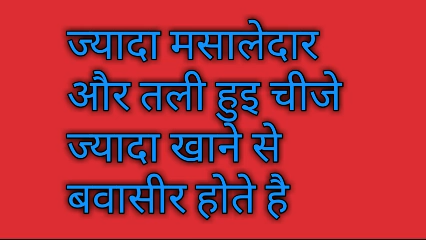 ज्यादा मसालेदार
और तली हुइ चीजे
ज्यादा खाने से
बवासीर होते है